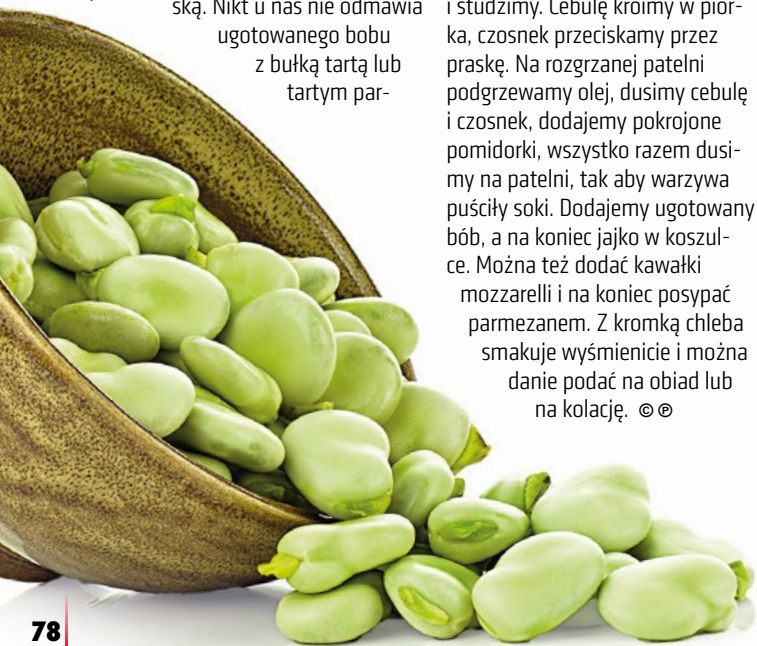 ską. Nikt u nas nie odmawia
ugotowanego bobu
z bułką tartą lub
tartym par-
i studzimy. Cebulę kroimy w piór-
ka, czosnek przeciskamy przez
praskę. Na rozgrzanej patelni
podgrzewamy olej, dusimy cebulę
i czosnek, dodajemy pokrojone
pomidorki, wszystko razem dusi-
my na patelni, tak aby warzywa
puściły soki. Dodajemy ugotowany
bób, a na koniec jajko w koszul-
ce. Można też dodać kawałki
mozzarelli i na koniec posypać
parmezanem. Z kromką chleba
smakuje wyśmienicie i można
danie podać na obiad lub
na kolację. ©℗
78